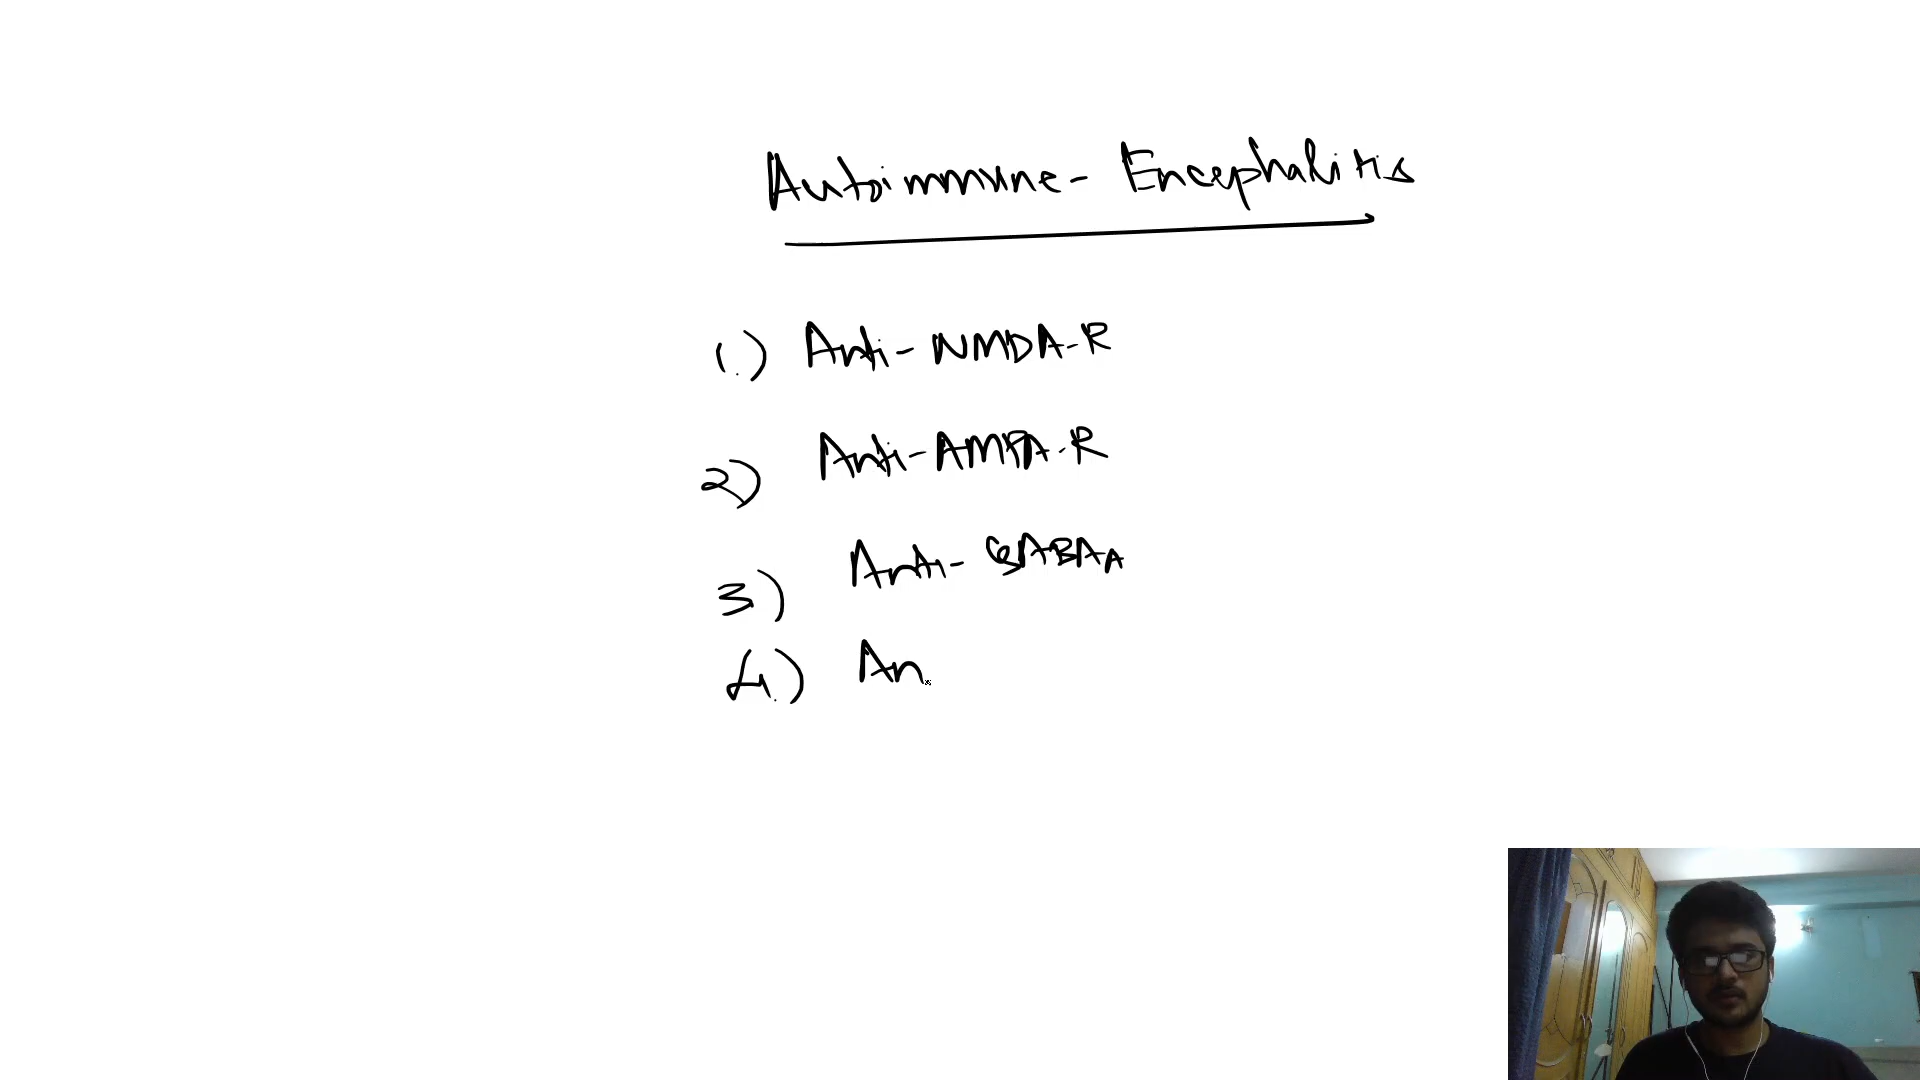 Autoimmune- Encephalitis
1.) Anti-NMDA-R
2) Anti-AMPA-R
3) Anti-GABAA
4.) An